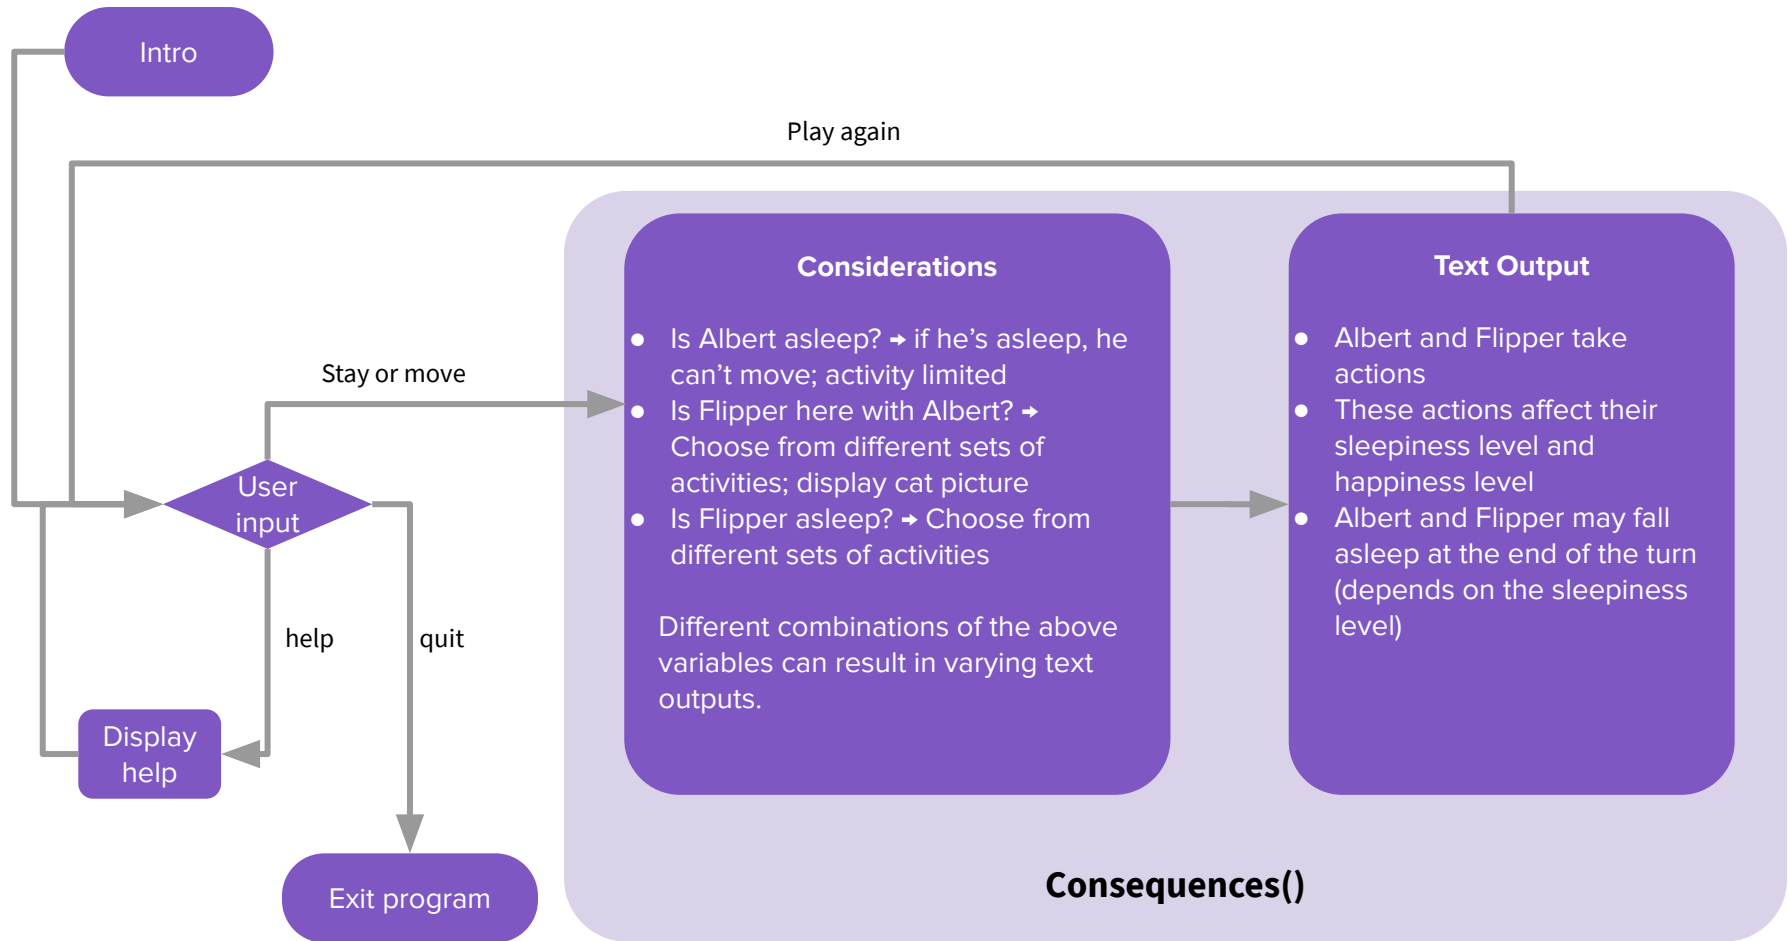 Intro
Play again
Considerations
● Is Albert asleep? → if he’s asleep, he
can’t move; activity limited
● Is Flipper here with Albert? →
Choose from different sets of
activities; display cat picture
● Is Flipper asleep? → Choose from
different sets of activities
Different combinations of the above
variables can result in varying text
outputs.
Text Output
● Albert and Flipper take
actions
● These actions affect their
sleepiness level and
happiness level
● Albert and Flipper may fall
asleep at the end of the turn
(depends on the sleepiness
level)
Stay or move
User
input
help
quit
Display
help
Exit program
Consequences()